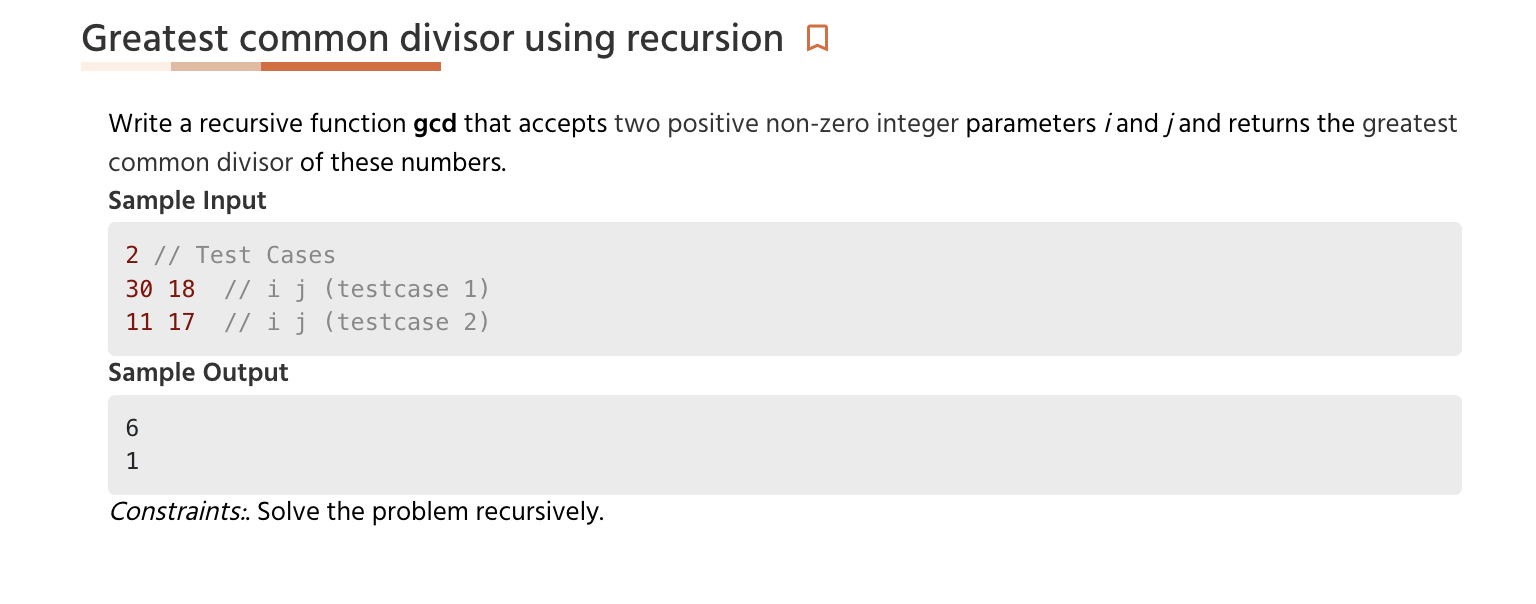 Greatest common divisor using recursion
Write a recursive function gcd that accepts two positive non-zero integer parameters i and j and returns the greatest
common divisor of these numbers.
Sample Input
2 // Test Cases
30 18  // i j (testcase 1)
11 17  // i j (testcase 2)
Sample Output
6
1
Constraints:. Solve the problem recursively.